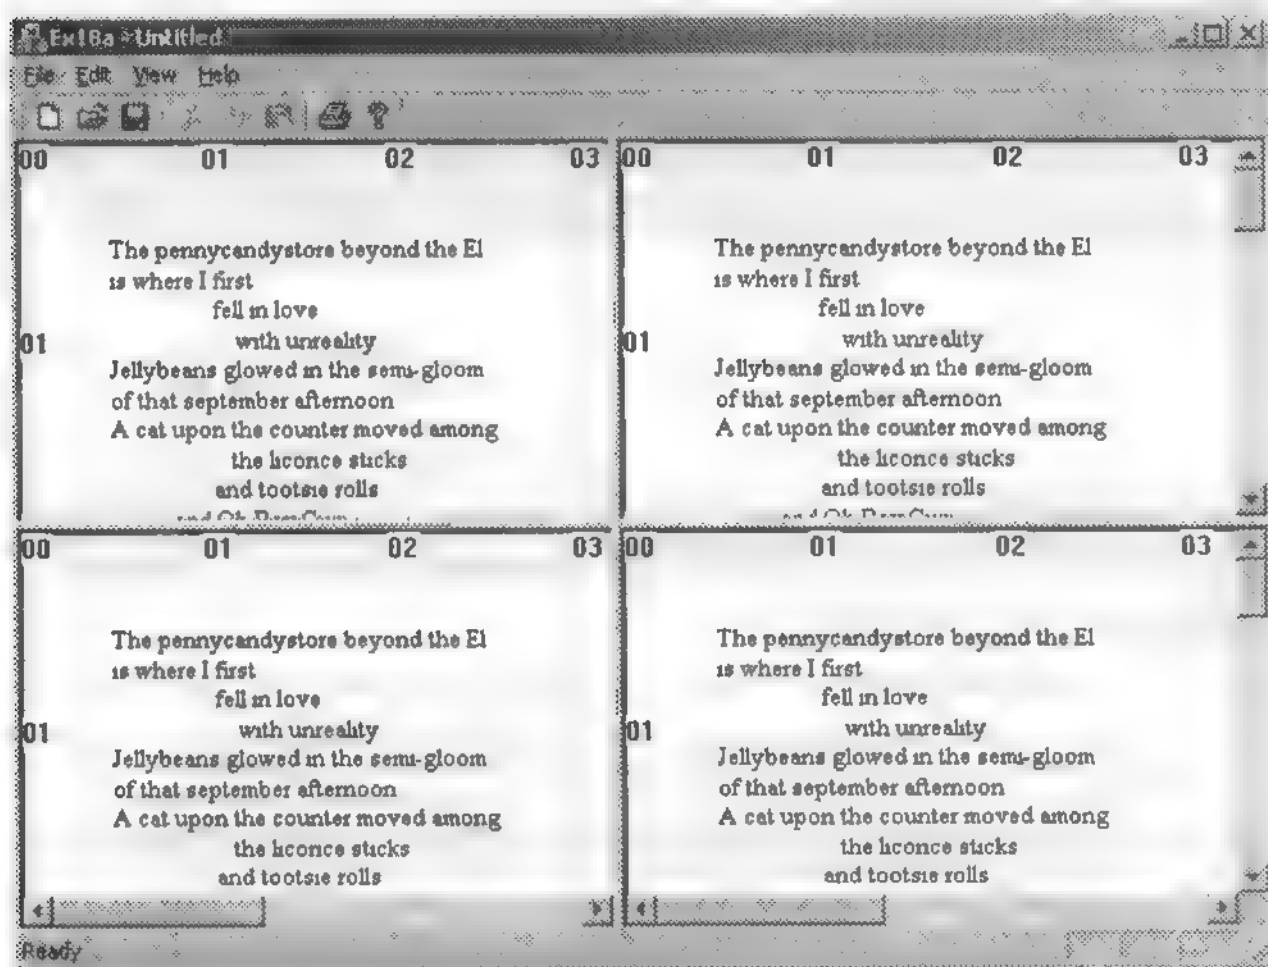 Ex18a - Untitled
File Edit View Help
00 01 02 03
The pennycandystore beyond the El
is where I first
fell in love
with unreality
01
Jellybeans glowed in the semi-gloom
of that september afternoon
A cat upon the counter moved among
the licorice sticks
and tootsie rolls
00 01 02 03
The pennycandystore beyond the El
is where I first
fell in love
with unreality
01
Jellybeans glowed in the semi-gloom
of that september afternoon
A cat upon the counter moved among
the licorice sticks
and tootsie rolls
00 01 02 03
The pennycandystore beyond the El
is where I first
fell in love
with unreality
01
Jellybeans glowed in the semi-gloom
of that september afternoon
A cat upon the counter moved among
the licorice sticks
and tootsie rolls
00 01 02 03
The pennycandystore beyond the El
is where I first
fell in love
with unreality
01
Jellybeans glowed in the semi-gloom
of that september afternoon
A cat upon the counter moved among
the licorice sticks
and tootsie rolls
Ready